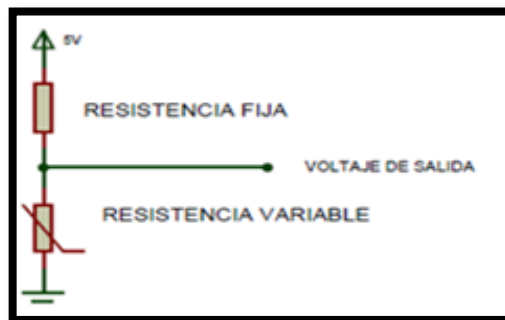 5V
RESISTENCIA FIJA
VOLTAJE DE SALIDA
RESISTENCIA VARIABLE